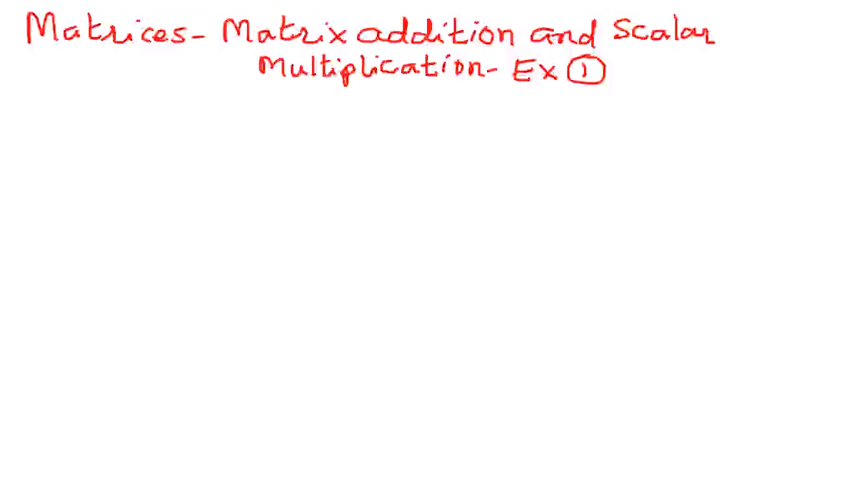 Matrices - Matrix addition and Scalar
Multiplication - Ex ①